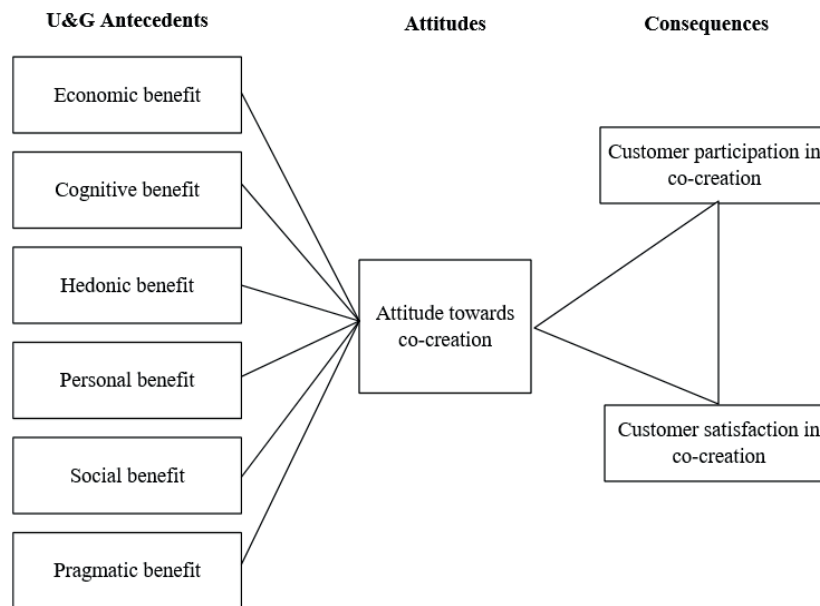 U&G Antecedents
Attitudes
Consequences
Economic benefit
Cognitive benefit
Hedonic benefit
Personal benefit
Social benefit
Pragmatic benefit
Attitude towards
co-creation
Customer participation in
co-creation
Customer satisfaction in
co-creation